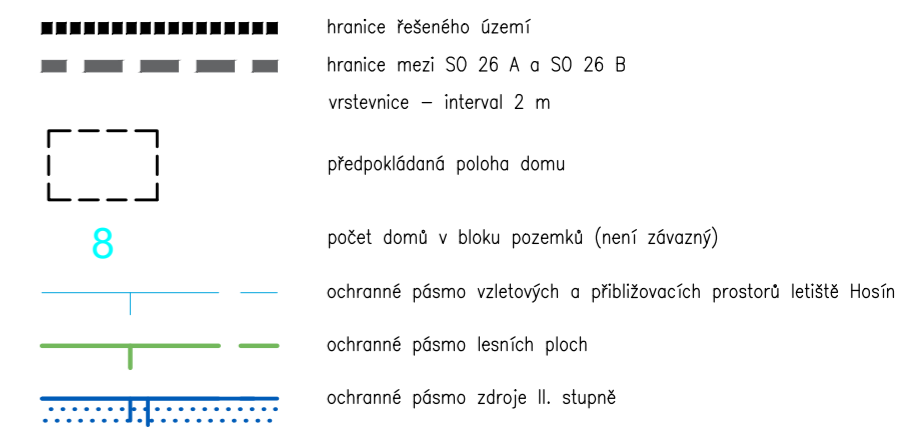 hranice řešeného území
hranice mezi SO 26 A a SO 26 B
vrstevnice – interval 2 m
předpokládaná poloha domu
8 počet domů v bloku pozemků (není závazný)
ochranné pásmo vzletových a přibližovacích prostorů letiště Hosín
ochranné pásmo lesních ploch
ochranné pásmo zdroje II. stupně